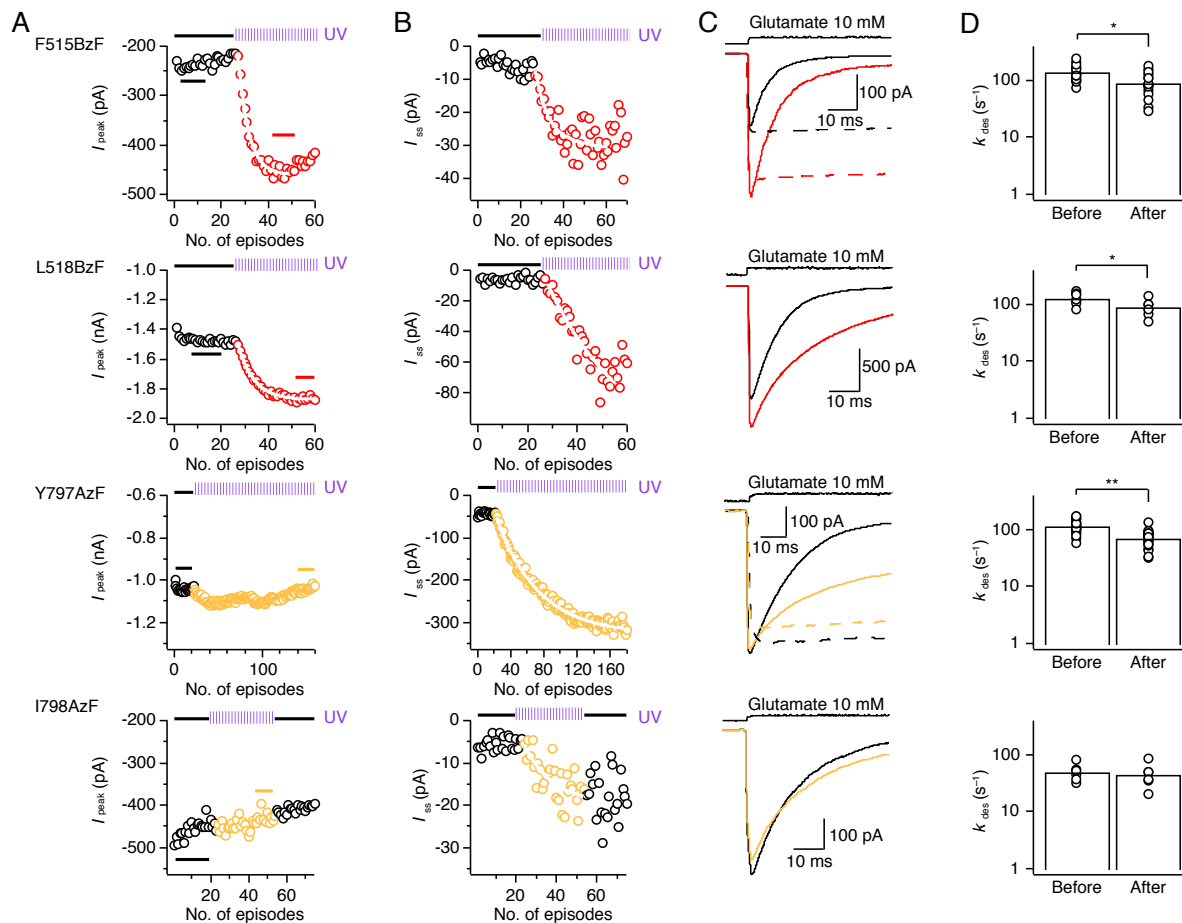 A B C D
F515BzF
UV UV
-200
-300
-400
-500
I peak (pA)
0 20 40 60
No. of episodes
0
-10
-20
-30
-40
I ss (pA)
0 20 40 60
No. of episodes
Glutamate 10 mM
100 pA
10 ms
*
100
10
1
k des (s⁻¹)
Before After
L518BzF
UV UV
-1.0
-1.2
-1.4
-1.6
-1.8
-2.0
I peak (nA)
0 20 40 60
No. of episodes
0
-20
-40
-60
-80
I ss (pA)
0 20 40 60
No. of episodes
Glutamate 10 mM
500 pA
10 ms
*
100
10
1
k des (s⁻¹)
Before After
Y797AzF
UV UV
-0.6
-0.8
-1.0
-1.2
I peak (nA)
0 100
No. of episodes
0
-100
-200
-300
I ss (pA)
0 40 80 120 160
No. of episodes
Glutamate 10 mM
100 pA
10 ms
**
100
10
1
k des (s⁻¹)
Before After
I798AzF
UV UV
-200
-300
-400
-500
I peak (pA)
20 40 60
No. of episodes
0
-10
-20
-30
I ss (pA)
0 20 40 60
No. of episodes
Glutamate 10 mM
100 pA
10 ms
100
10
1
k des (s⁻¹)
Before After